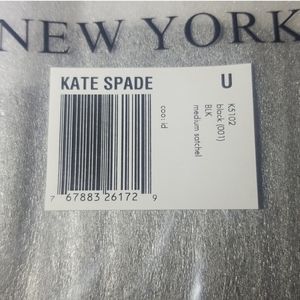 NEW YORK
KATE SPADE
U
K5102
black (001)
BLK
medium satchel
coo: id
7 67883 26172 9